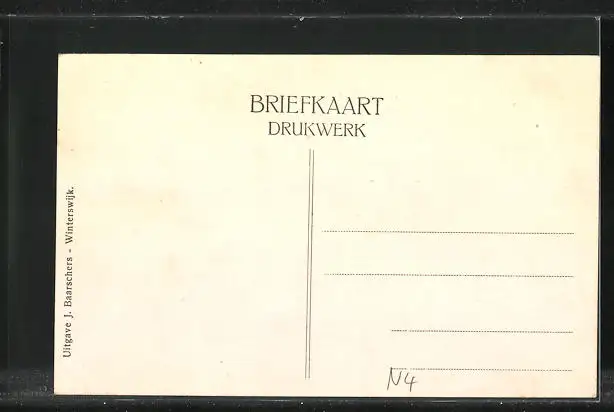 BRIEFKAART
DRUKWERK
Uitgave J. Baarschers - Winterswijk.
N4